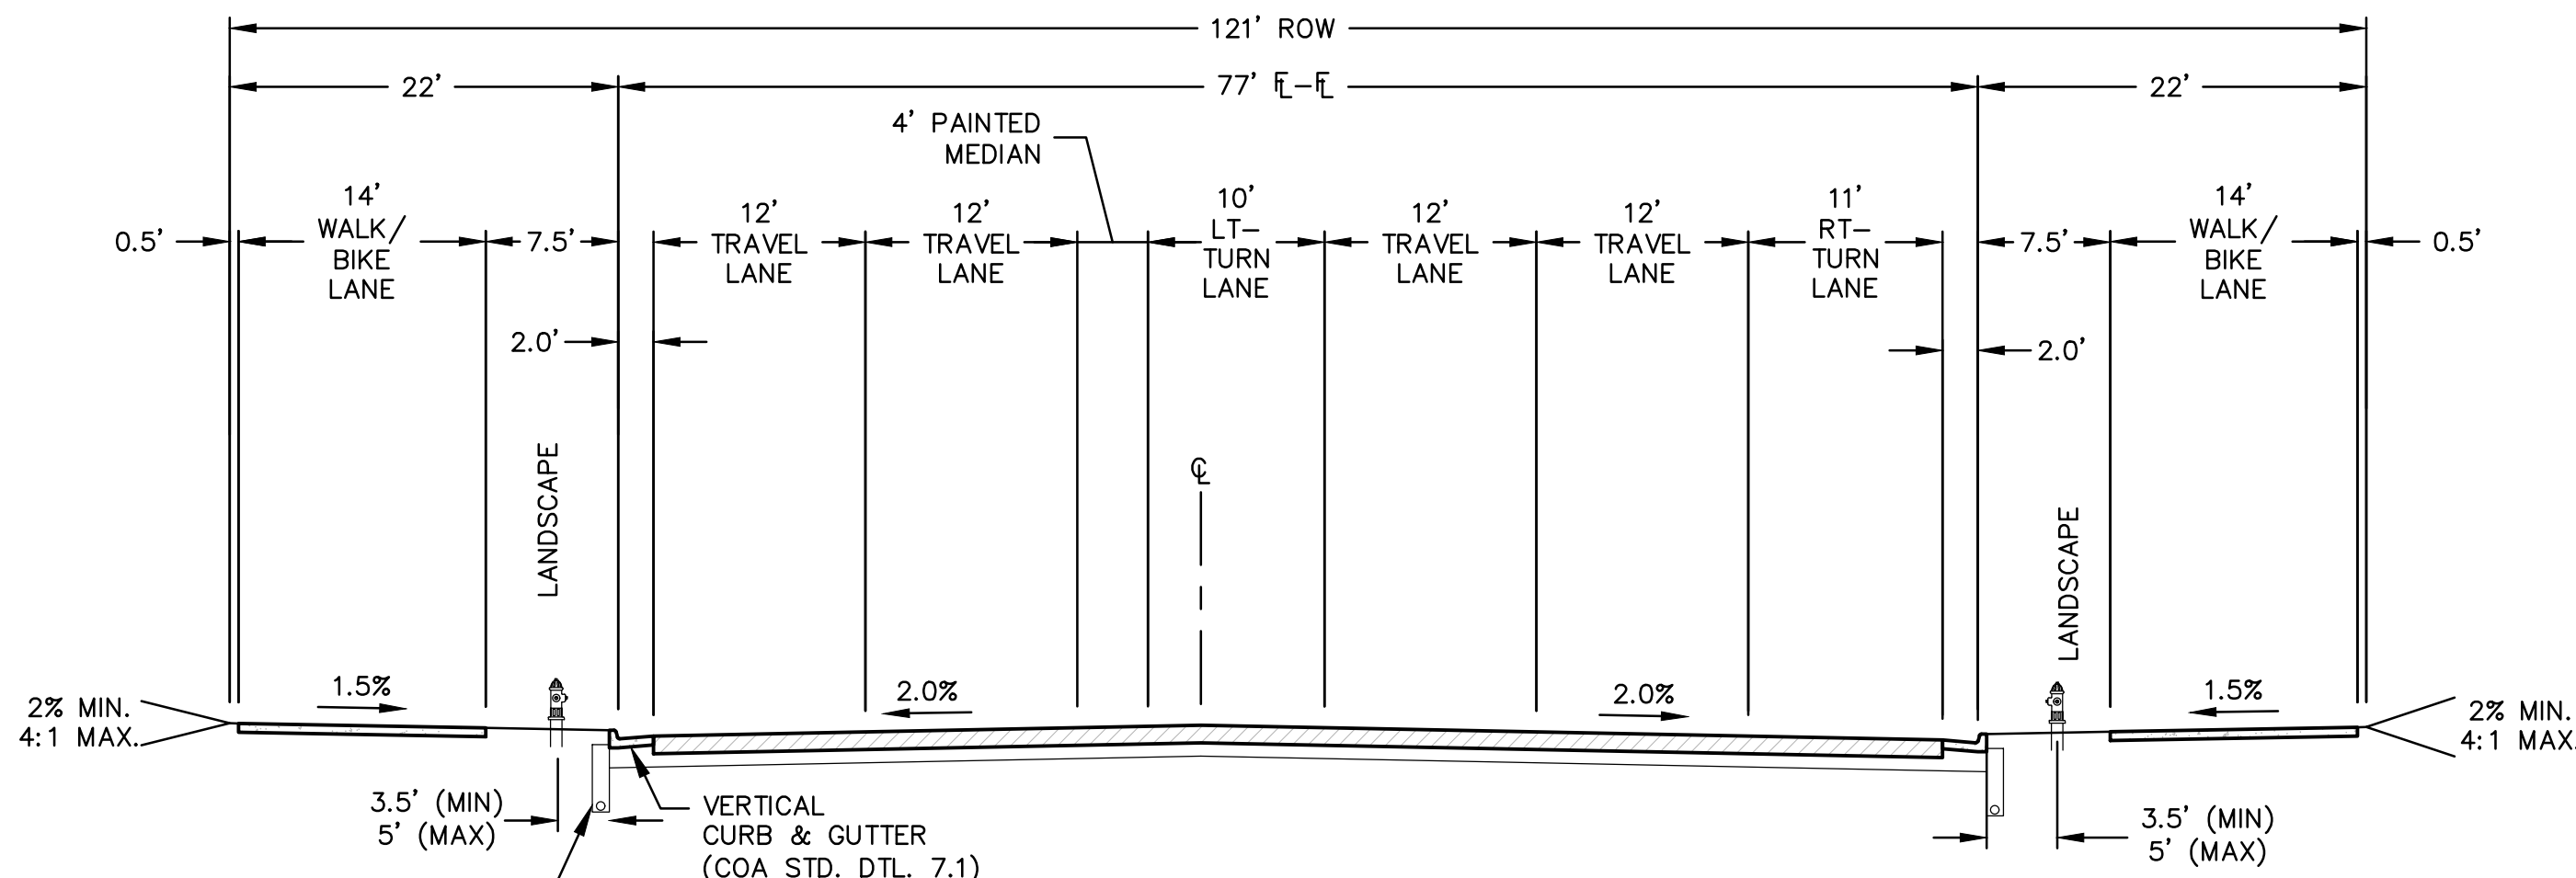 121' ROW
22'
77' FL-FL
22'
4' PAINTED
MEDIAN
0.5'
14'
WALK/
BIKE
LANE
7.5'
12'
TRAVEL
LANE
12'
TRAVEL
LANE
10'
LT-
TURN
LANE
12'
TRAVEL
LANE
12'
TRAVEL
LANE
11'
RT-
TURN
LANE
7.5'
14'
WALK/
BIKE
LANE
0.5'
2.0'
2.0'
LANDSCAPE
CL
LANDSCAPE
2% MIN.
4:1 MAX.
1.5%
2.0%
2.0%
1.5%
2% MIN.
4:1 MAX.
3.5' (MIN)
5' (MAX)
VERTICAL
CURB & GUTTER
(COA STD. DTL. 7.1)
3.5' (MIN)
5' (MAX)